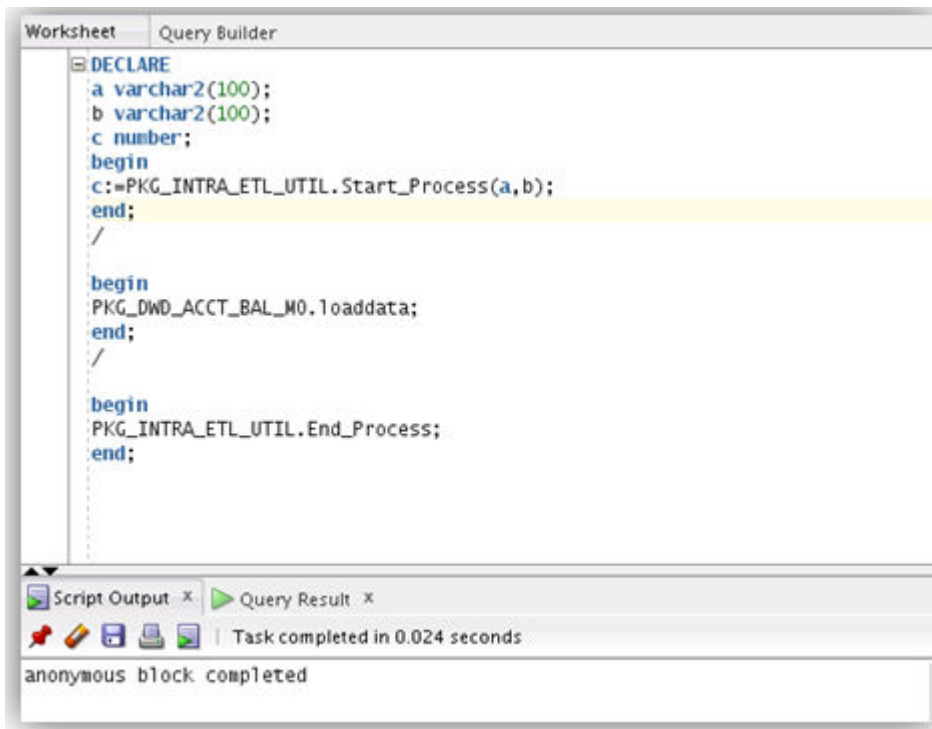 Worksheet Query Builder
DECLARE
a varchar2(100);
b varchar2(100);
c number;
begin
c:=PKG_INTRA_ETL_UTIL.Start_Process(a,b);
end;
/
begin
PKG_DWD_ACCT_BAL_MO.loaddata;
end;
/
begin
PKG_INTRA_ETL_UTIL.End_Process;
end;
Script Output x Query Result x
Task completed in 0.024 seconds
anonymous block completed